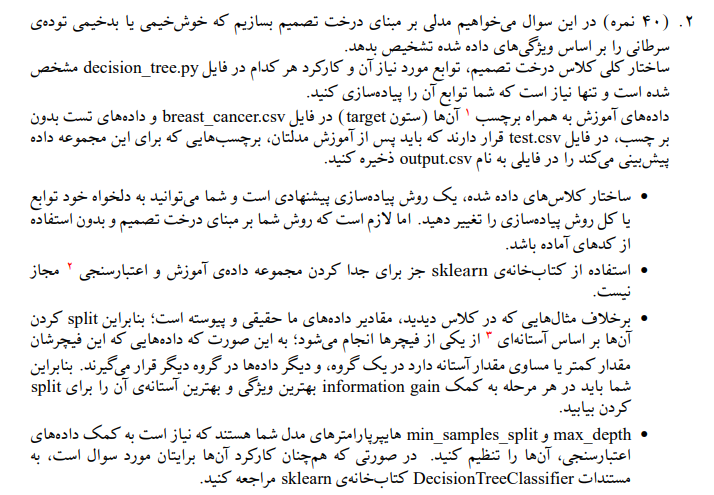 ۲. (۴۰ نمره) در این سوال می‌خواهیم مدلی بر مبنای درخت تصمیم بسازیم که خوش‌خیمی یا بدخیمی توده‌ی
سرطانی را بر اساس ویژگی‌های داده شده تشخیص بدهد.
ساختار کلی کلاس درخت تصمیم، توابع مورد نیاز آن و کارکرد هر کدام در فایل decision_tree.py مشخص
شده است و تنها نیاز است که شما توابع آن را پیاده‌سازی کنید.
داده‌های آموزش به همراه برچسب ۱ آن‌ها (ستون target) در فایل breast_cancer.csv و داده‌های تست بدون
بر چسب، در فایل test.csv قرار دارند که باید پس از آموزش مدلتان، برچسب‌هایی که برای این مجموعه داده
پیش‌بینی می‌کند را در فایلی به نام output.csv ذخیره کنید.
• ساختار کلاس‌های داده شده، یک روش پیاده‌سازی پیشنهادی است و شما می‌توانید به دلخواه خود توابع
یا کل روش پیاده‌سازی را تغییر دهید. اما لازم است که روش شما بر مبنای درخت تصمیم و بدون استفاده
از کدهای آماده باشد.
• استفاده از کتاب‌خانه‌ی sklearn جز برای جدا کردن مجموعه داده‌ی آموزش و اعتبارسنجی ۲ مجاز
نیست.
• برخلاف مثال‌هایی که در کلاس دیدید، مقادیر داده‌های ما حقیقی و پیوسته است؛ بنابراین split کردن
آن‌ها بر اساس آستانه‌ای ۳ از یکی از فیچرها انجام می‌شود؛ به این صورت که داده‌هایی که این فیچرشان
مقدار کمتر یا مساوی مقدار آستانه دارد در یک گروه، و دیگر داده‌ها در گروه دیگر قرار می‌گیرند. بنابراین
شما باید در هر مرحله به کمک information gain بهترین ویژگی و بهترین آستانه‌ی آن را برای split
کردن بیابید.
• max_depth و min_samples_split هایپرپارامترهای مدل شما هستند که نیاز است به کمک داده‌های
اعتبارسنجی، آن‌ها را تنظیم کنید. در صورتی که هم‌چنان کارکرد آن‌ها برایتان مورد سوال است، به
مستندات DecisionTreeClassifier کتاب‌خانه‌ی sklearn مراجعه کنید.